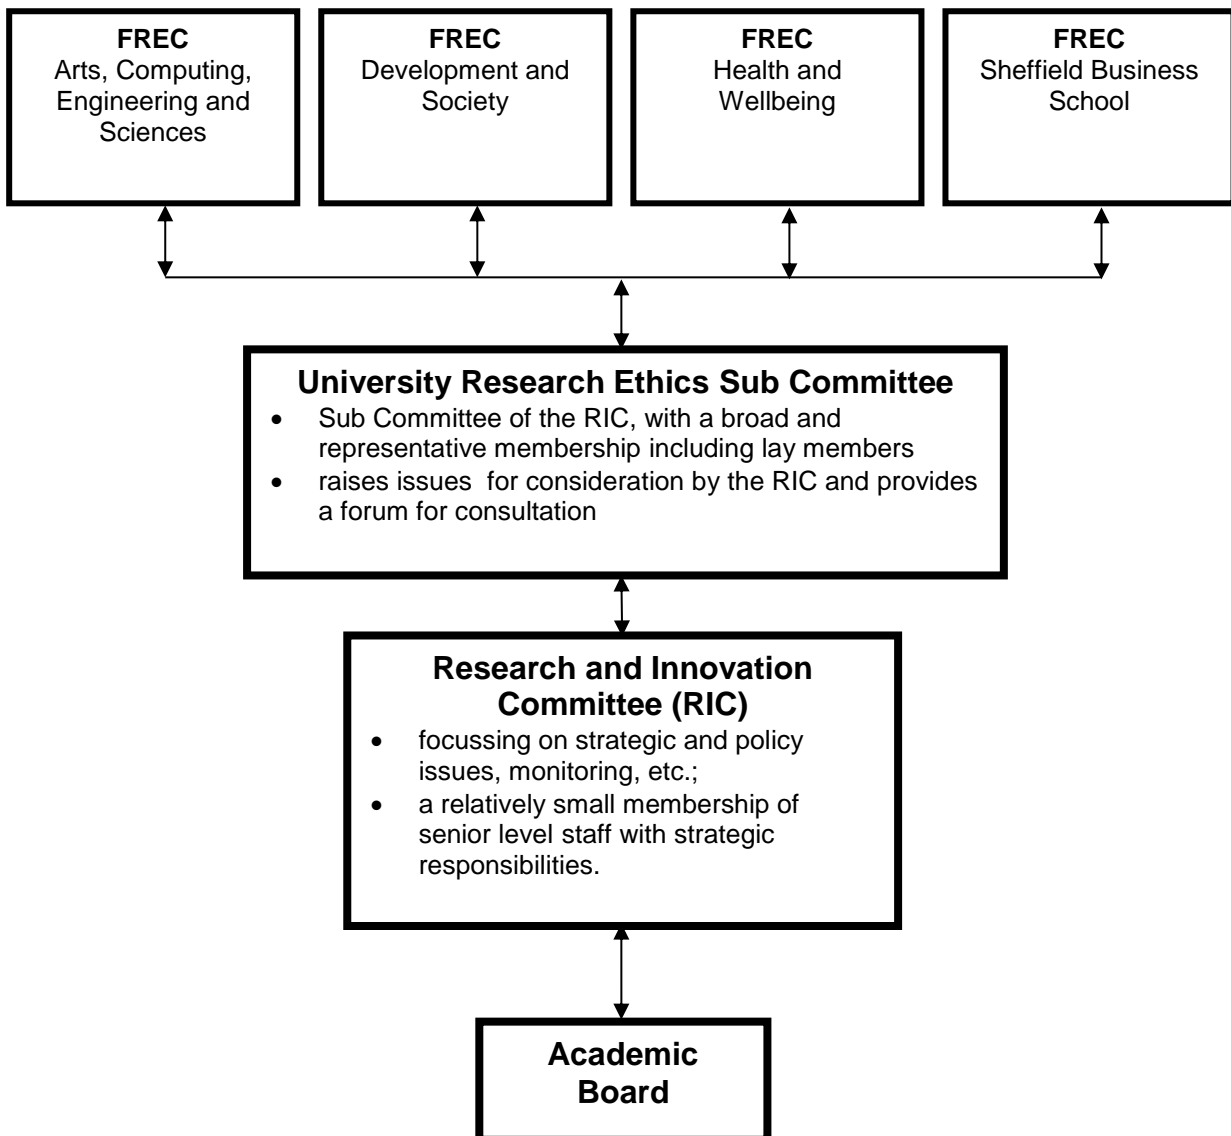 FREC
Arts, Computing,
Engineering and
Sciences
FREC
Development and
Society
FREC
Health and
Wellbeing
FREC
Sheffield Business
School
University Research Ethics Sub Committee
• Sub Committee of the RIC, with a broad and
representative membership including lay members
• raises issues  for consideration by the RIC and provides
a forum for consultation
Research and Innovation
Committee (RIC)
• focussing on strategic and policy
issues, monitoring, etc.;
• a relatively small membership of
senior level staff with strategic
responsibilities.
Academic
Board